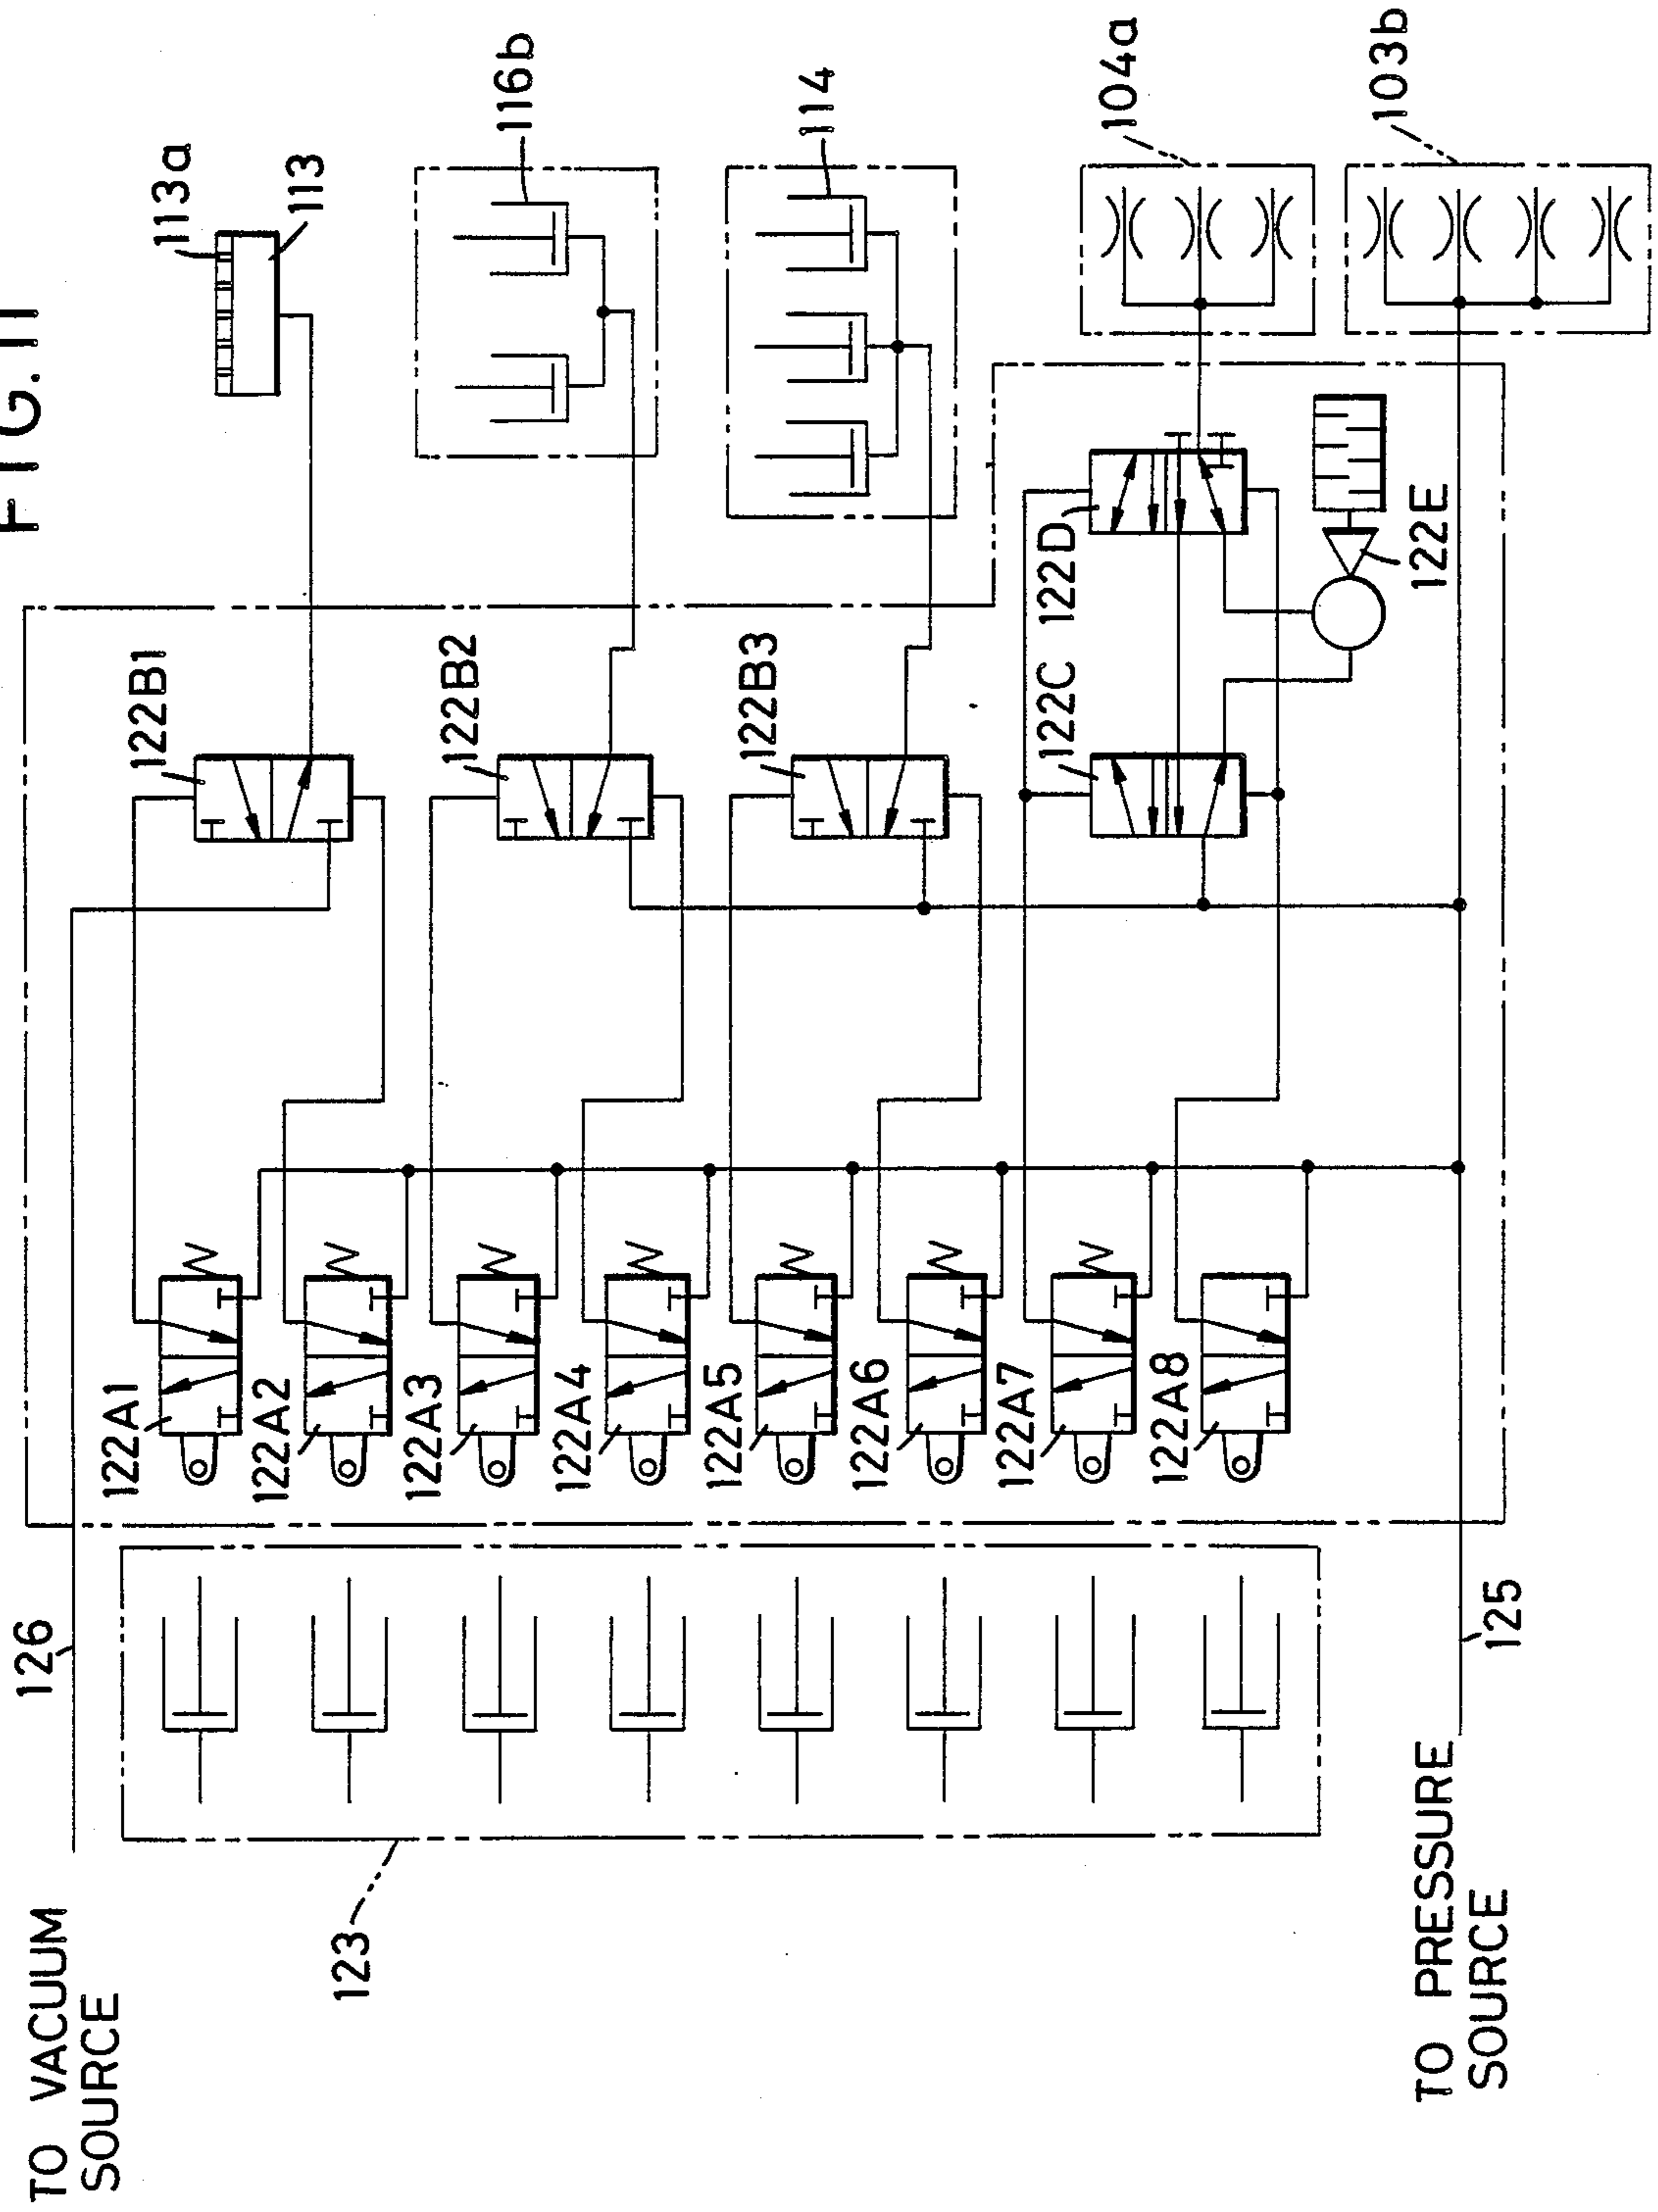 FIG. 11
113a
113
116b
114
104a
103b
122B1
122B2
122B3
122C
122D
122E
122A1
122A2
122A3
122A4
122A5
122A6
122A7
122A8
126
125
123
TO VACUUM
SOURCE
TO PRESSURE
SOURCE